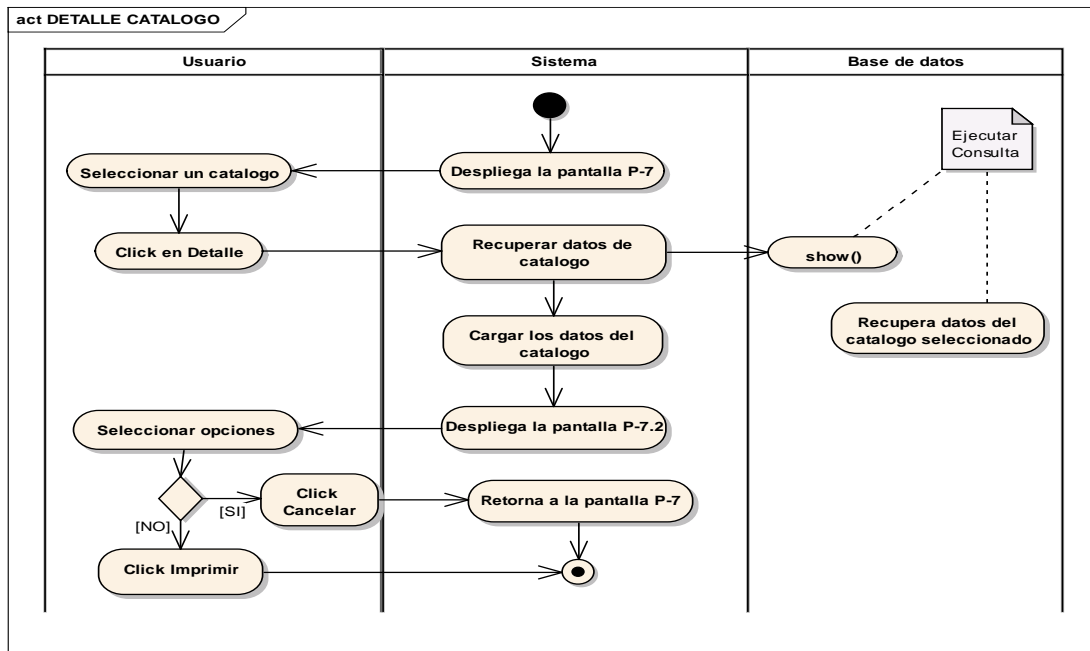 act DETALLE CATALOGO
Usuario
Sistema
Base de datos
Ejecutar
Consulta
Seleccionar un catalogo
Despliega la pantalla P-7
Click en Detalle
Recuperar datos de
catalogo
show()
Cargar los datos del
catalogo
Recupera datos del
catalogo seleccionado
Seleccionar opciones
Despliega la pantalla P-7.2
[SI]
Click
Cancelar
Retorna a la pantalla P-7
[NO]
Click Imprimir